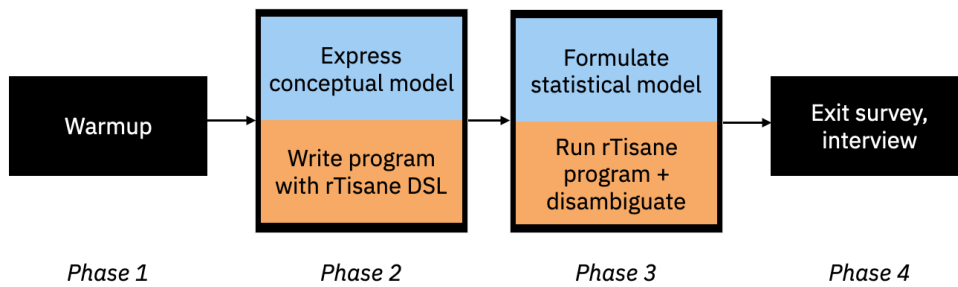 Warmup
Express
conceptual model
Write program
with rTisane DSL
Formulate
statistical model
Run rTisane
program +
disambiguate
Exit survey,
interview
Phase 1
Phase 2
Phase 3
Phase 4